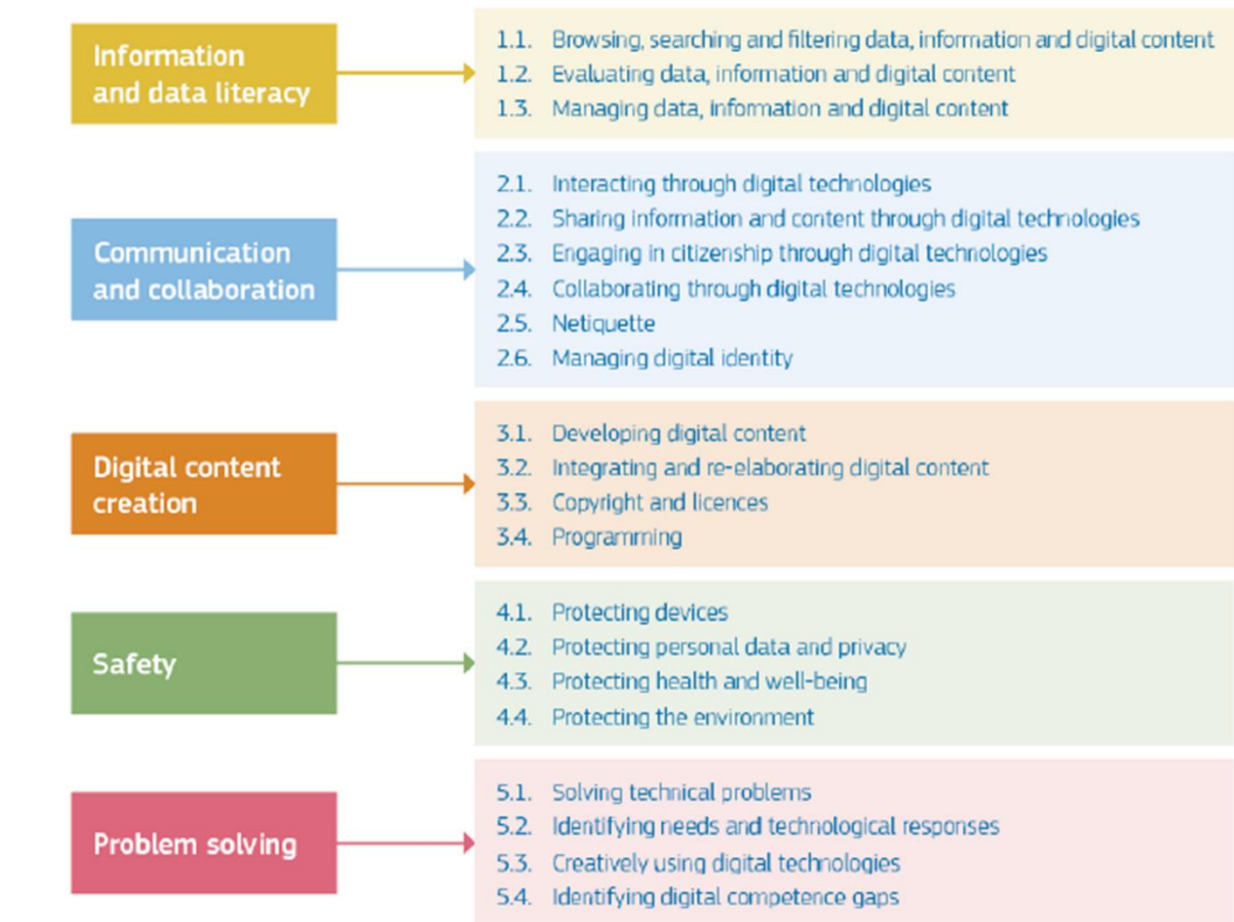 Information
and data literacy
1.1. Browsing, searching and filtering data, information and digital content
1.2. Evaluating data, information and digital content
1.3. Managing data, information and digital content
Communication
and collaboration
2.1. Interacting through digital technologies
2.2. Sharing information and content through digital technologies
2.3. Engaging in citizenship through digital technologies
2.4. Collaborating through digital technologies
2.5. Netiquette
2.6. Managing digital identity
Digital content
creation
3.1. Developing digital content
3.2. Integrating and re-elaborating digital content
3.3. Copyright and licences
3.4. Programming
Safety
4.1. Protecting devices
4.2. Protecting personal data and privacy
4.3. Protecting health and well-being
4.4. Protecting the environment
Problem solving
5.1. Solving technical problems
5.2. Identifying needs and technological responses
5.3. Creatively using digital technologies
5.4. Identifying digital competence gaps